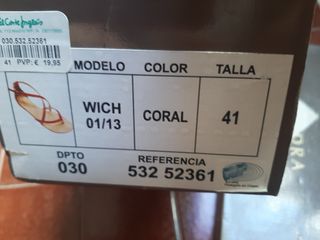 El Corte Inglés
030.532.52361
41 PVP: € 19,95
MODELO COLOR TALLA
WICH 01/13 CORAL 41
DPTO REFERENCIA
030 532 52361